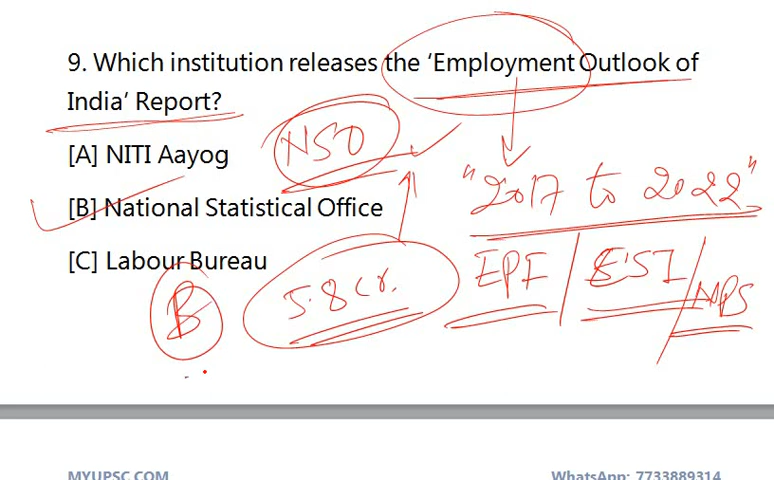 9. Which institution releases the ‘Employment Outlook of
India’ Report?
NSO
[A] NITI Aayog
"2017 to 2022"
[B] National Statistical Office
[C] Labour Bureau
EPF / ESI / NPS
5.8 Cr.
B
MYUPSC.COM WhatsApp: 7733889314